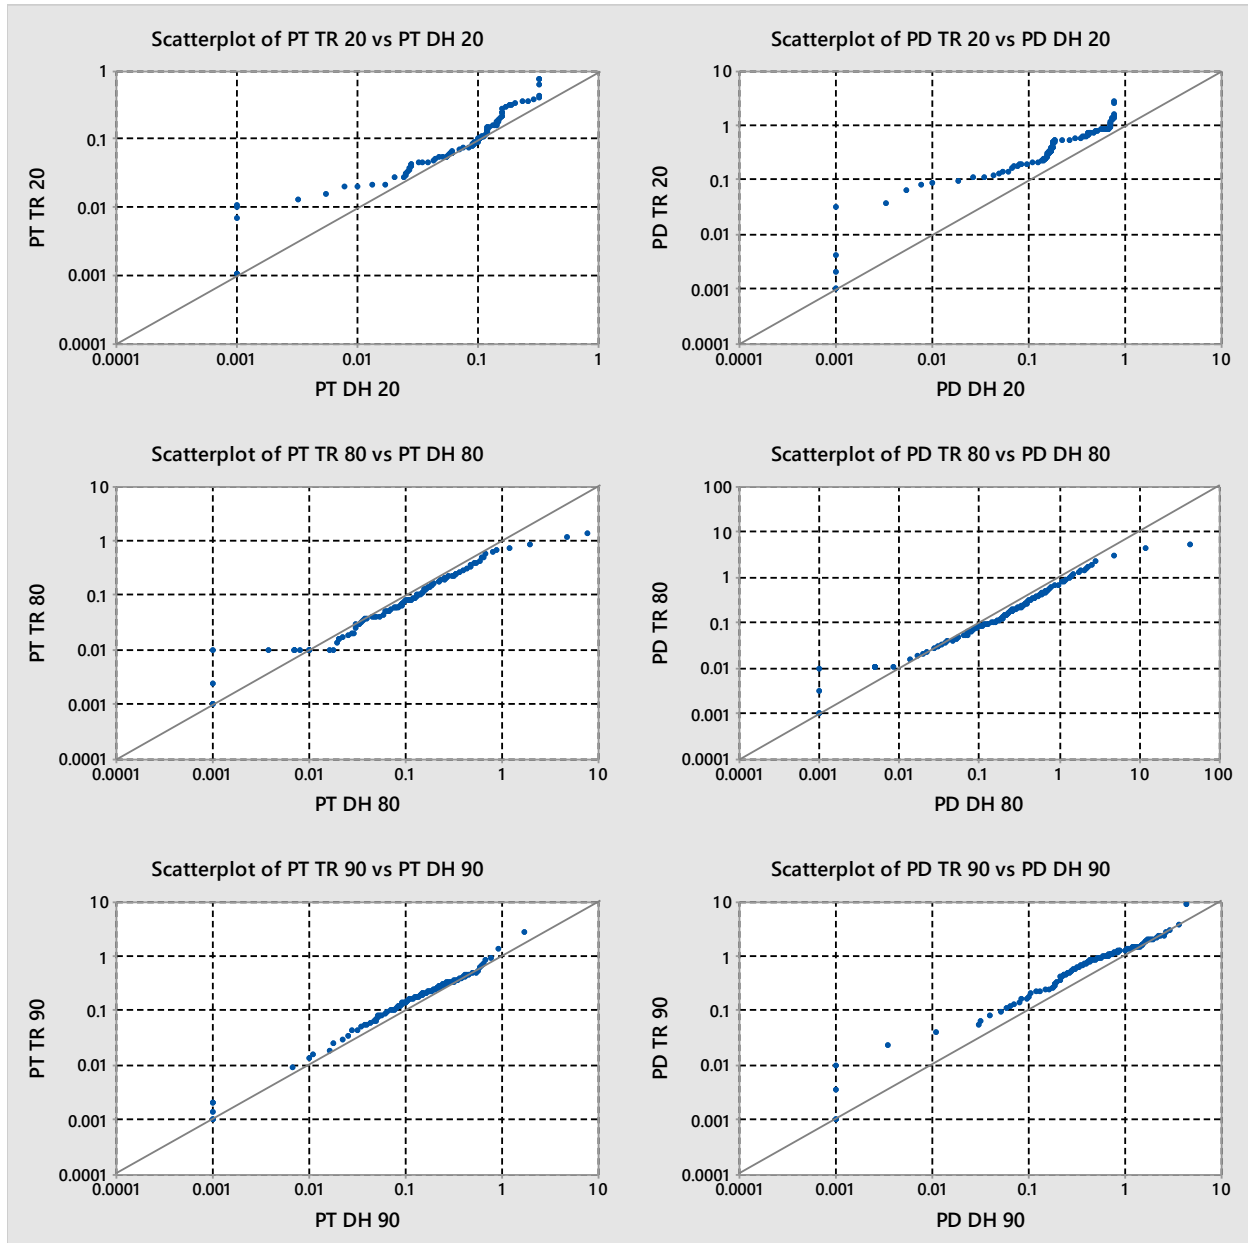 Scatterplot of PT TR 20 vs PT DH 20
1
0.1
0.01
0.001
0.0001
PT TR 20
0.0001 0.001 0.01 0.1 1
PT DH 20
Scatterplot of PD TR 20 vs PD DH 20
10
1
0.1
0.01
0.001
0.0001
PD TR 20
0.0001 0.001 0.01 0.1 1 10
PD DH 20
Scatterplot of PT TR 80 vs PT DH 80
10
1
0.1
0.01
0.001
0.0001
PT TR 80
0.0001 0.001 0.01 0.1 1 10
PT DH 80
Scatterplot of PD TR 80 vs PD DH 80
100
10
1
0.1
0.01
0.001
0.0001
PD TR 80
0.0001 0.001 0.01 0.1 1 10 100
PD DH 80
Scatterplot of PT TR 90 vs PT DH 90
10
1
0.1
0.01
0.001
0.0001
PT TR 90
0.0001 0.001 0.01 0.1 1 10
PT DH 90
Scatterplot of PD TR 90 vs PD DH 90
10
1
0.1
0.01
0.001
0.0001
PD TR 90
0.0001 0.001 0.01 0.1 1 10
PD DH 90